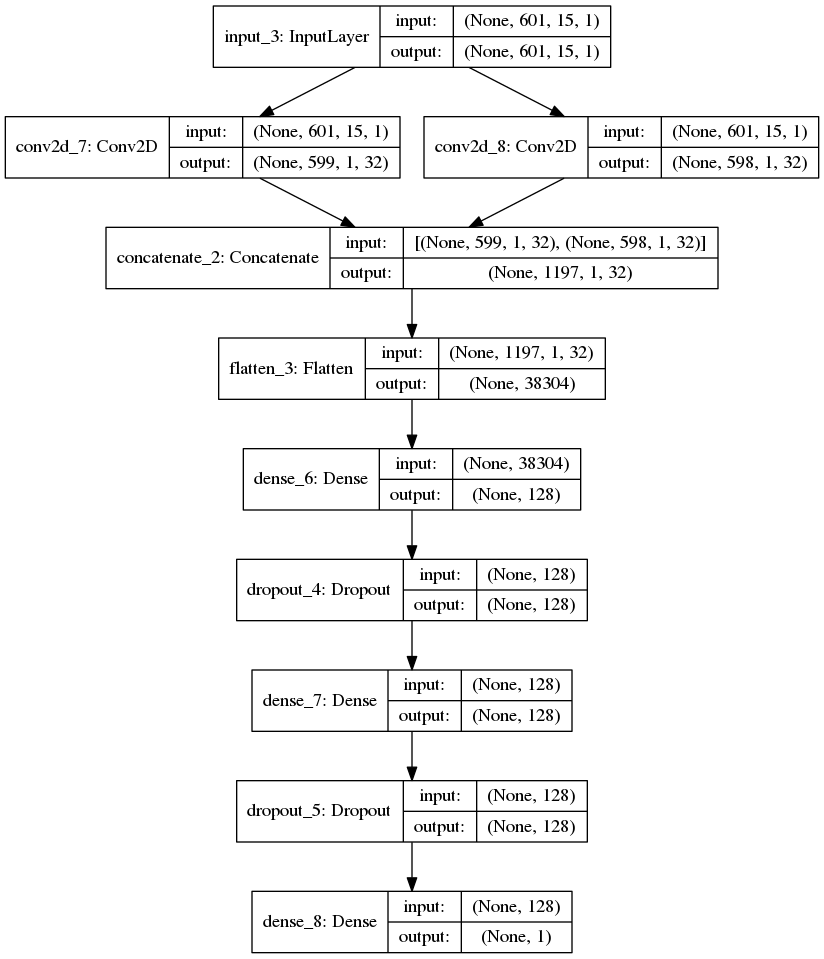 input_3: InputLayer
input: (None, 601, 15, 1)
output: (None, 601, 15, 1)
conv2d_7: Conv2D
input: (None, 601, 15, 1)
output: (None, 599, 1, 32)
conv2d_8: Conv2D
input: (None, 601, 15, 1)
output: (None, 598, 1, 32)
concatenate_2: Concatenate
input: [(None, 599, 1, 32), (None, 598, 1, 32)]
output: (None, 1197, 1, 32)
flatten_3: Flatten
input: (None, 1197, 1, 32)
output: (None, 38304)
dense_6: Dense
input: (None, 38304)
output: (None, 128)
dropout_4: Dropout
input: (None, 128)
output: (None, 128)
dense_7: Dense
input: (None, 128)
output: (None, 128)
dropout_5: Dropout
input: (None, 128)
output: (None, 128)
dense_8: Dense
input: (None, 128)
output: (None, 1)